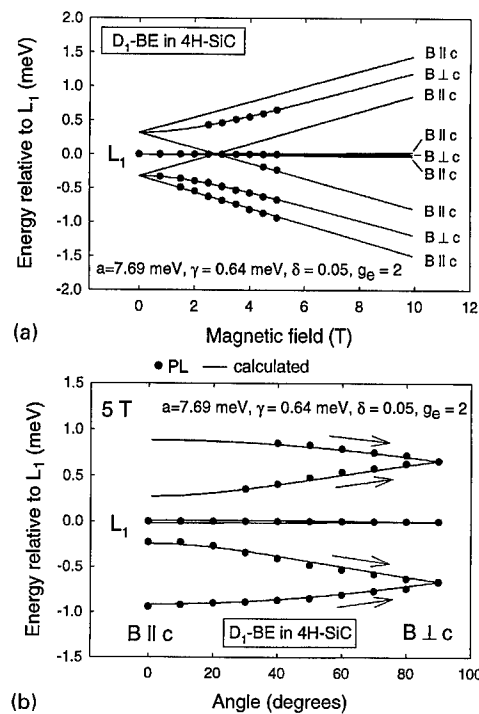 D₁-BE in 4H-SiC
Energy relative to L₁ (meV)
2.0
1.5
1.0
0.5
0.0
-0.5
-1.0
-1.5
2.0
L₁
B || c
B ⊥ c
B || c
B || c
B ⊥ c
B || c
B || c
B ⊥ c
B || c
a=7.69 meV, γ = 0.64 meV, δ = 0.05, gₑ = 2
0 2 4 6 8 10 12
(a)
Magnetic field (T)
● PL — calculated
5 T
a=7.69 meV, γ = 0.64 meV, δ = 0.05, gₑ = 2
Energy relative to L₁ (meV)
1.5
1.0
0.5
0.0
-0.5
-1.0
-1.5
L₁
B || c
D₁-BE in 4H-SiC
B ⊥ c
0 20 40 60 80 100
(b)
Angle (degrees)